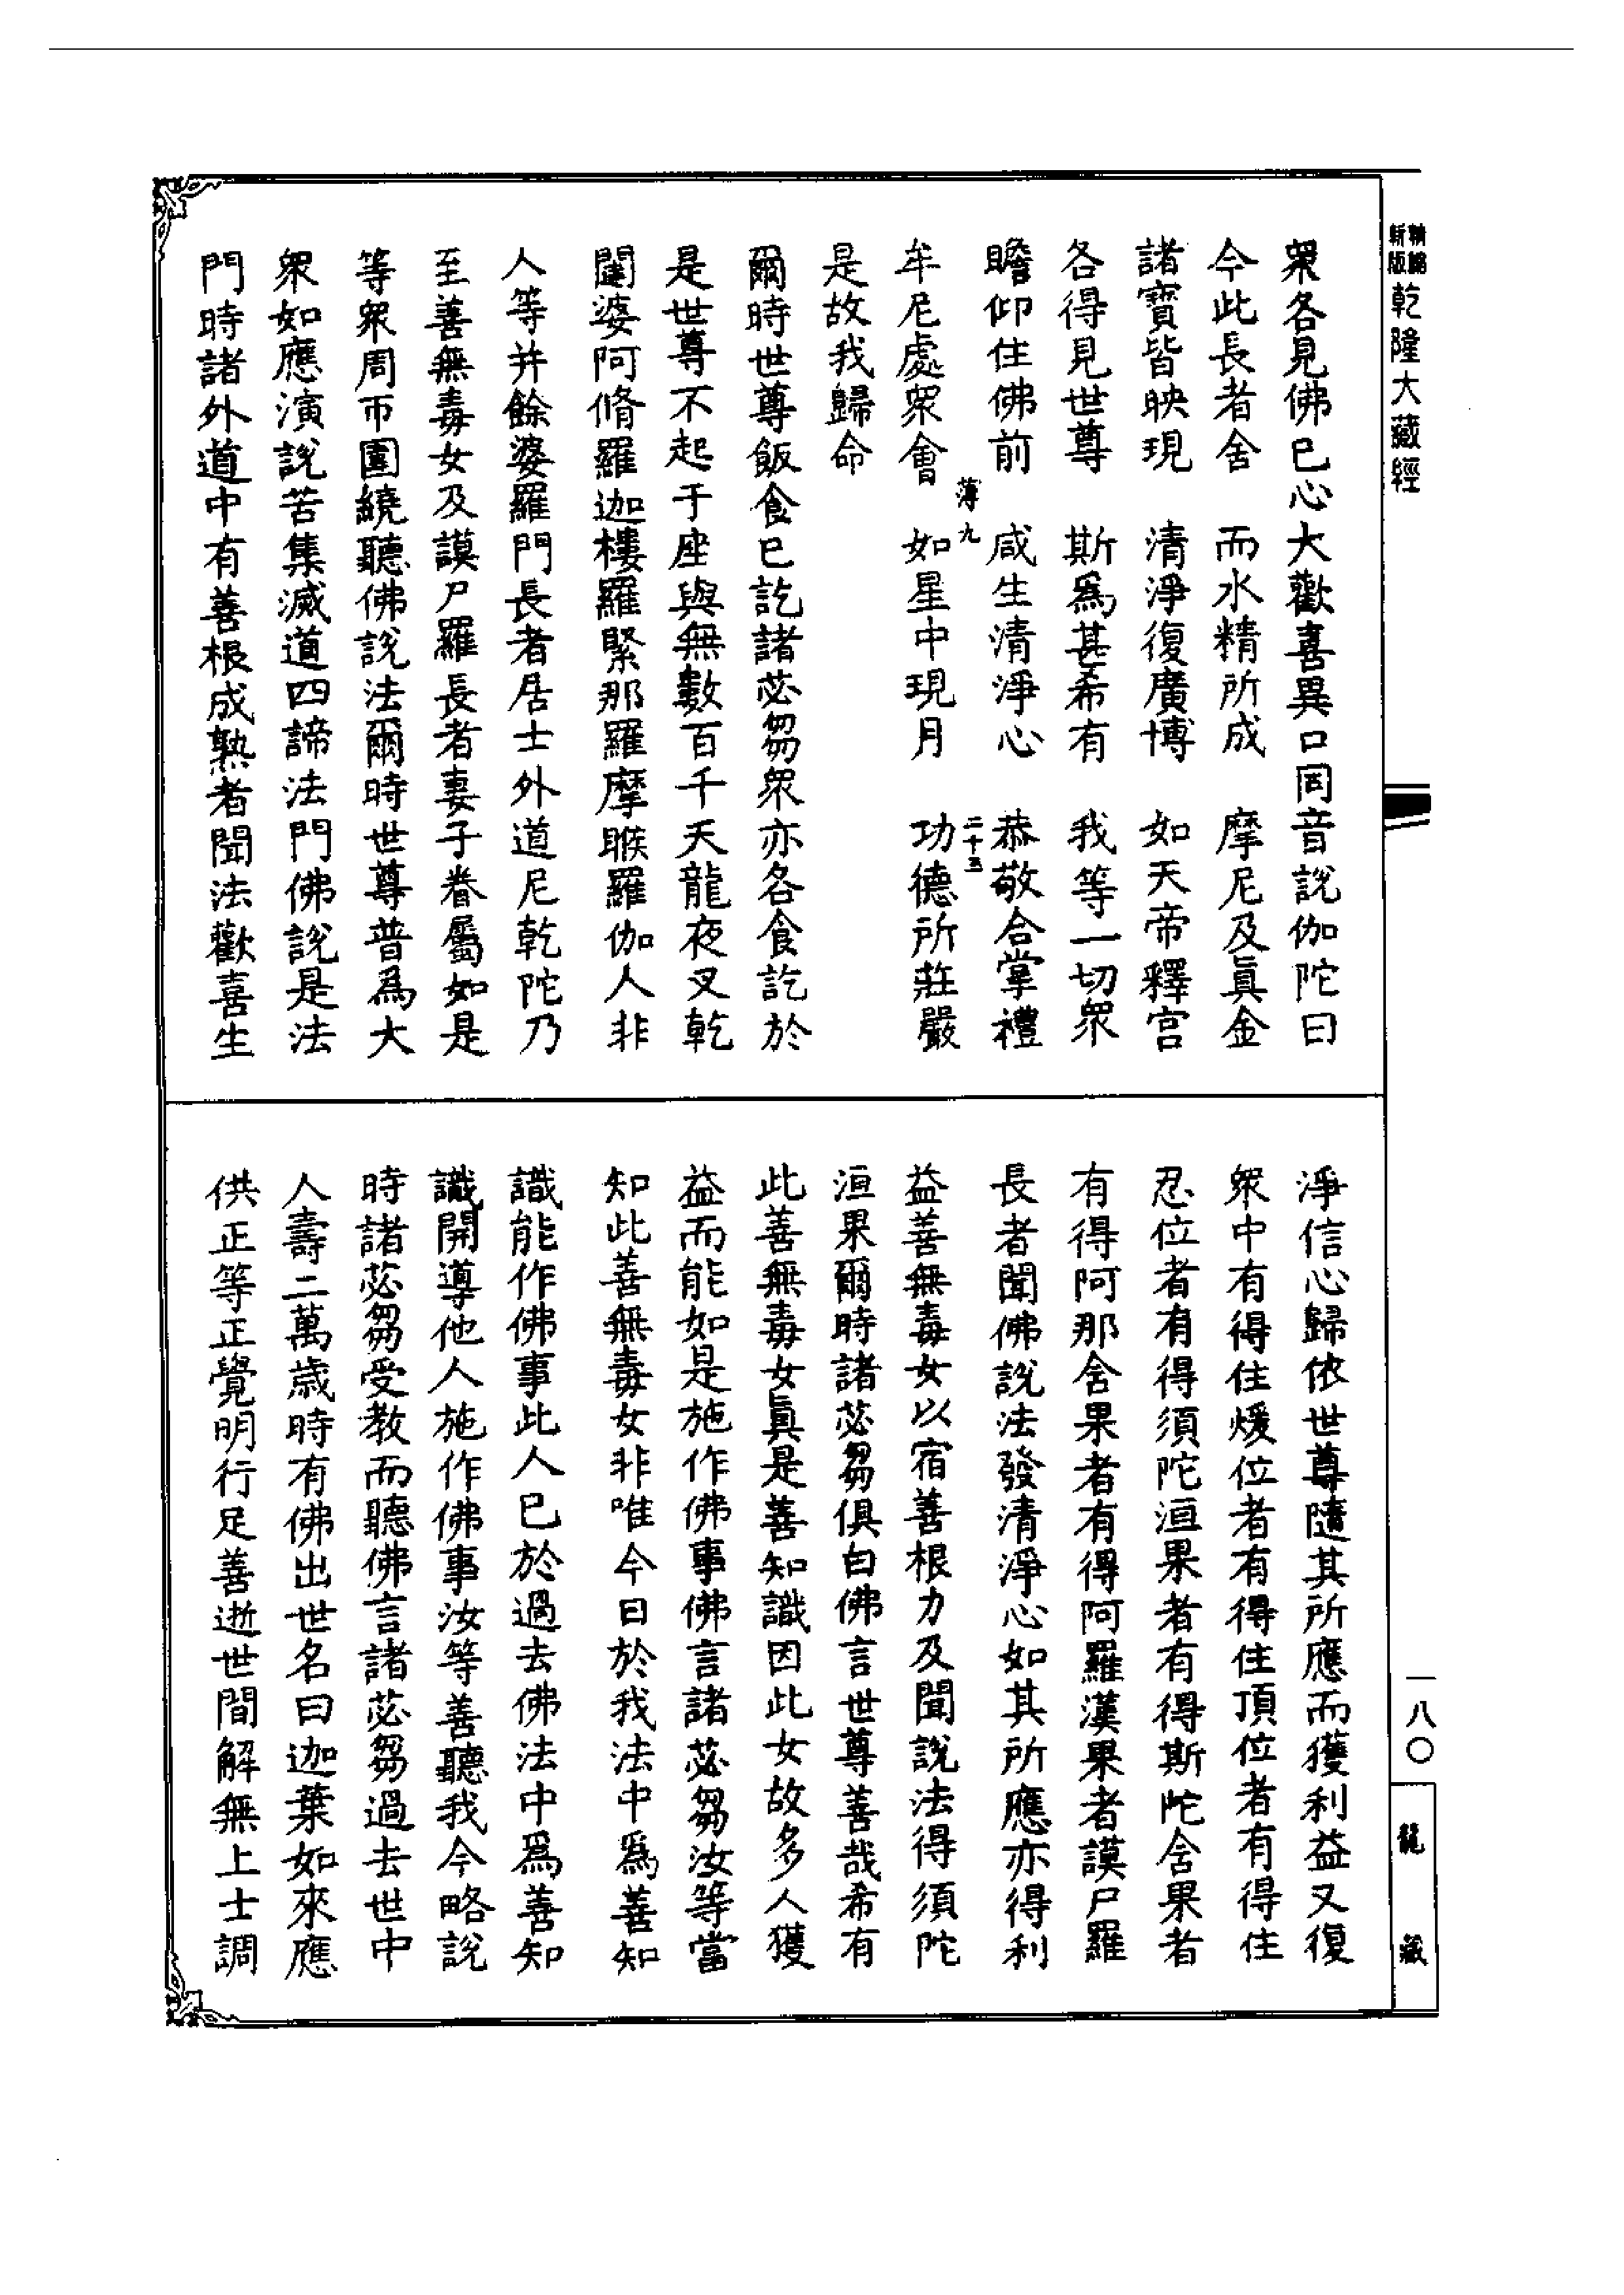 新版精縮乾隆大藏經
眾各見佛已心大歡喜異口同音說伽陀曰
今此長者舍　而水精所成　摩尼及眞金
諸寶皆映現　清淨復廣博　如天帝釋宮
各得見世尊　斯爲甚希有　我等一切眾
瞻仰住佛前　咸生清淨心　恭敬合掌禮
薄九　二十五
牟尼處眾會　如星中現月　功德所莊嚴
是故我歸命
爾時世尊飯食已訖諸苾芻眾亦各食訖於
是世尊不起于座與無數百千天龍夜叉乾
闥婆阿脩羅迦樓羅緊那羅摩睺羅伽人非
人等并餘婆羅門長者居士外道尼乾陀乃
至善無毒女及謨尸羅長者妻子眷屬如是
等眾周帀圍繞聽佛說法爾時世尊普爲大
眾如應演說苦集滅道四諦法門佛說是法
門時諸外道中有善根成熟者聞法歡喜生
淨信心歸依世尊隨其所應而獲利益又復
眾中有得住煖位者有得住頂位者有得住
忍位者有得須陀洹果者有得斯陀舍果者
有得阿那舍果者有得阿羅漢果者謨尸羅
長者聞佛說法發清淨心如其所應亦得利
益善無毒女以宿善根力及聞說法得須陀
洹果爾時諸苾芻俱白佛言世尊善哉希有
此善無毒女眞是善知識因此女故多人獲
益而能如是施作佛事佛言諸苾芻汝等當
知此善無毒女非唯今日於我法中爲善知
識能作佛事此人已於過去佛法中爲善知
識開導他人施作佛事汝等善聽我今略說
時諸苾芻受教而聽佛言諸苾芻過去世中
人壽二萬歲時有佛出世名曰迦葉如來應
供正等正覺明行足善逝世間解無上士調
一八〇
龍藏